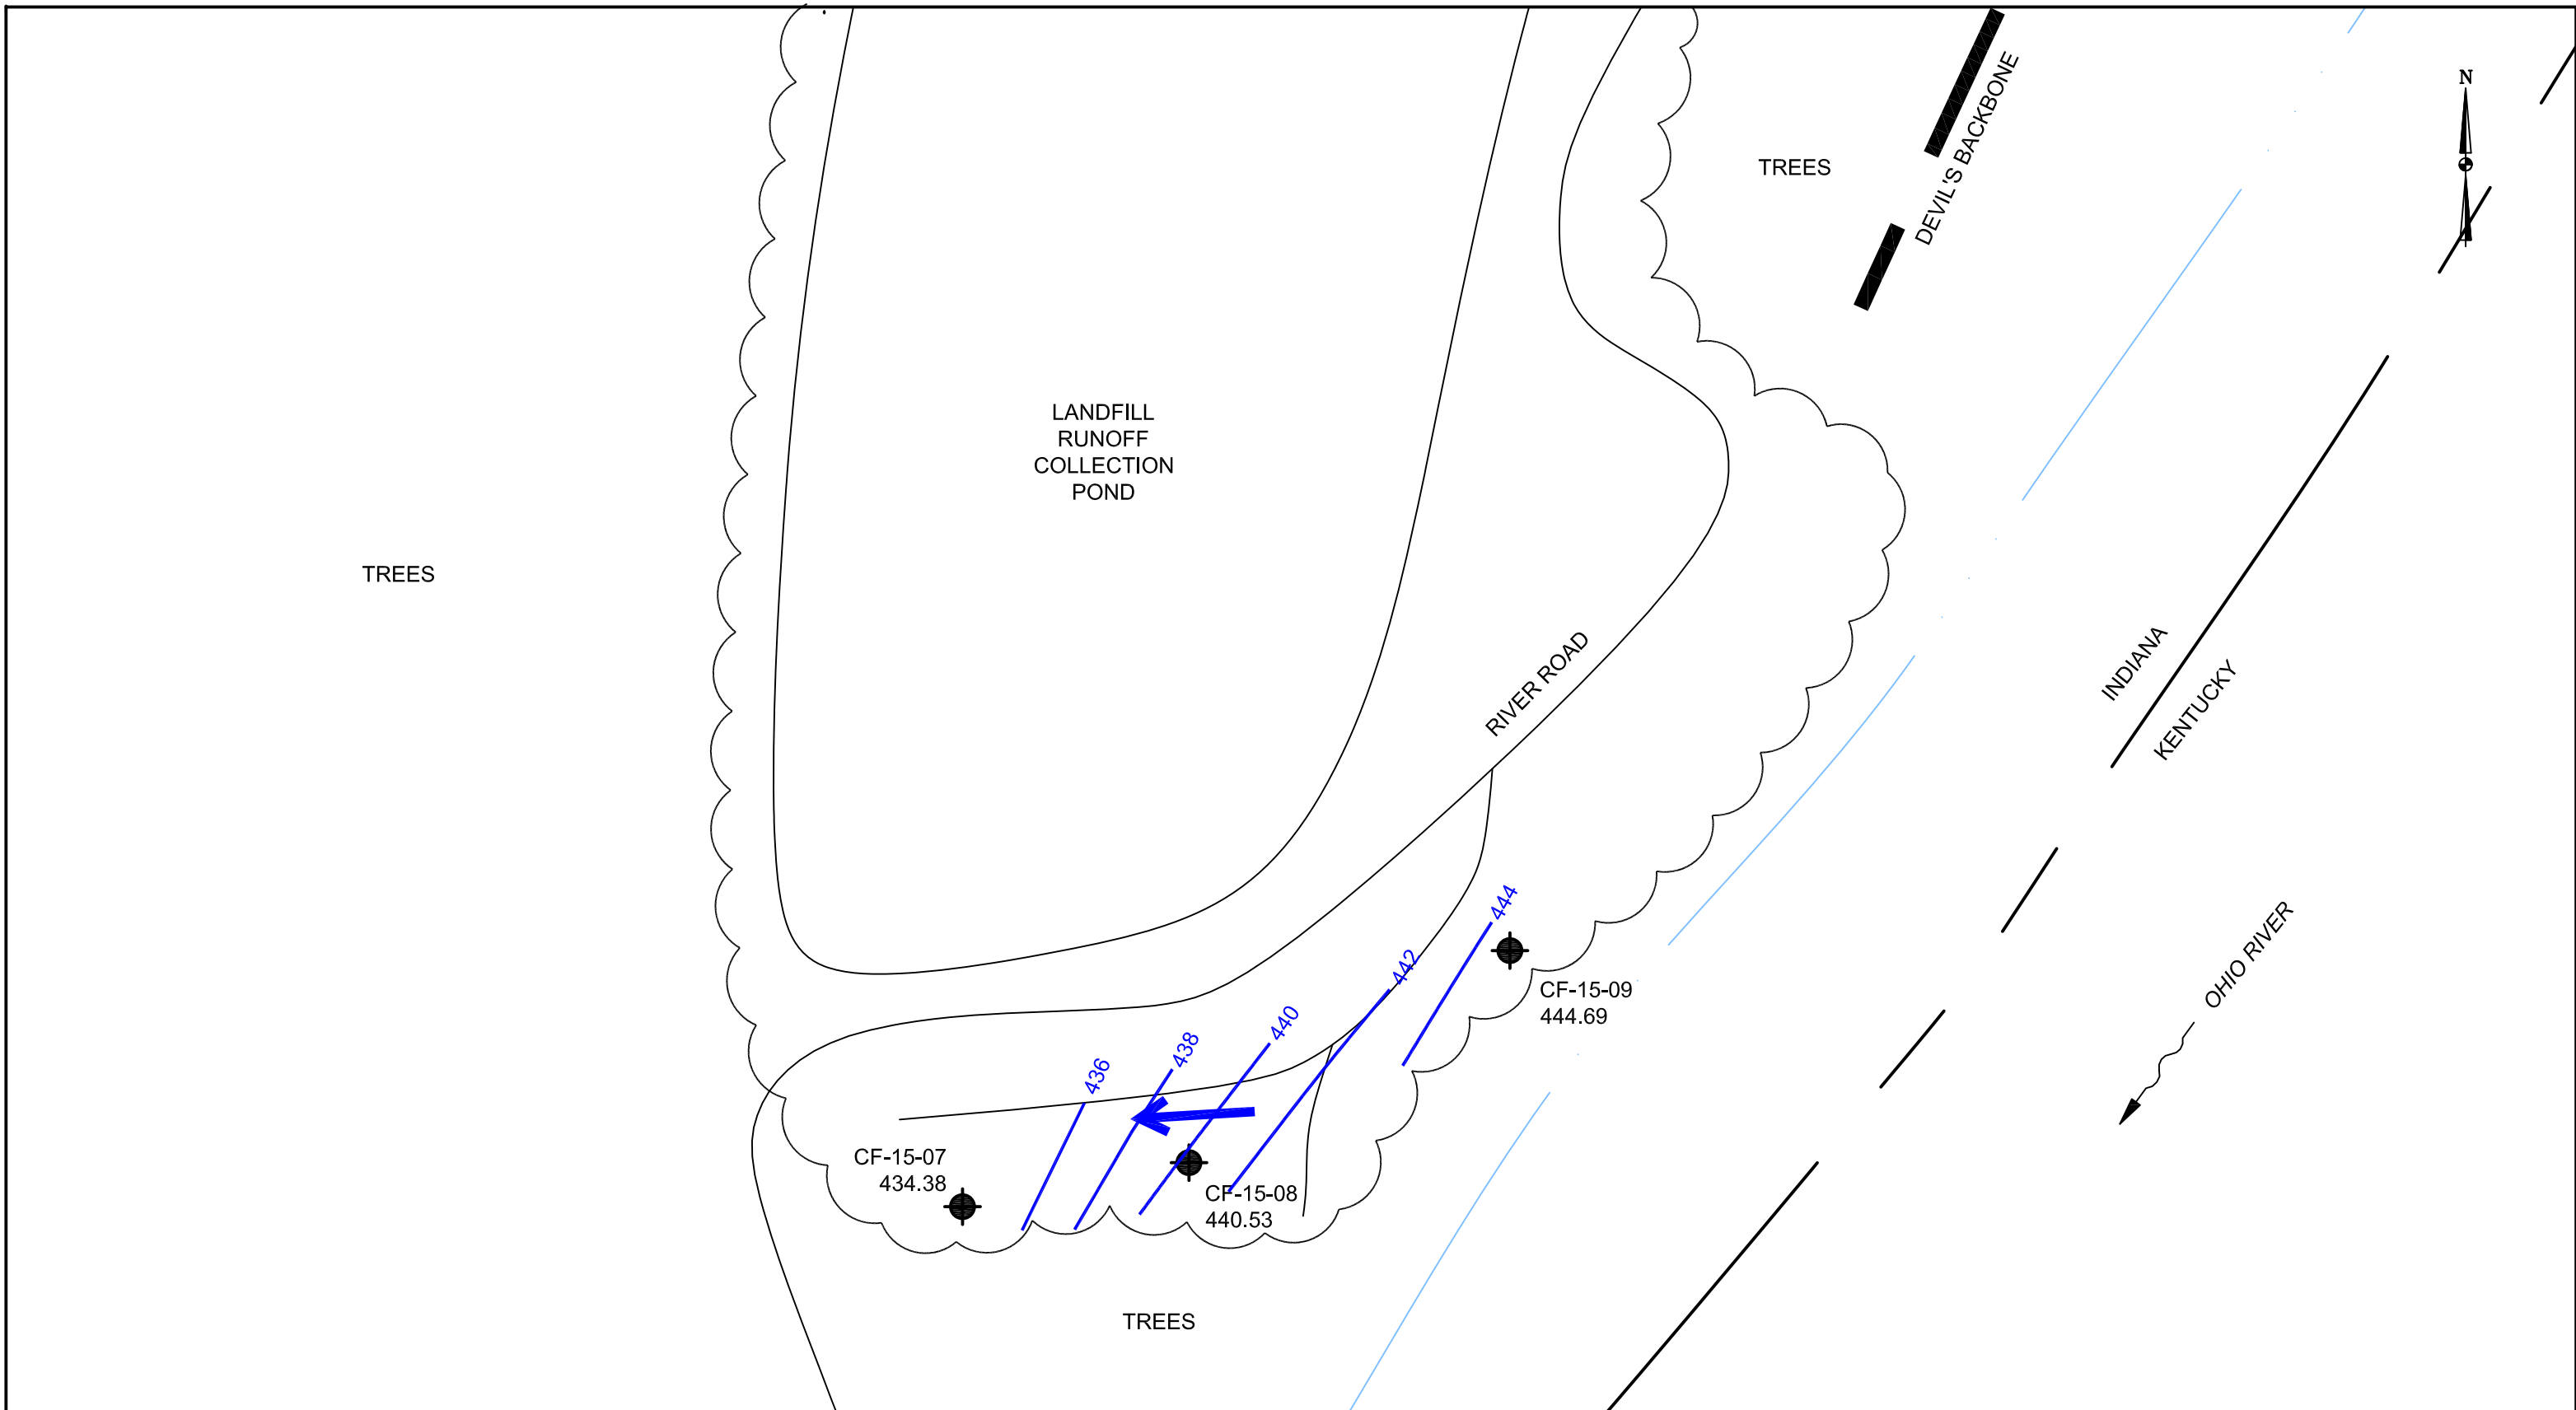 N
TREES
DEVIL'S BACKBONE
LANDFILL
RUNOFF
COLLECTION
POND
TREES
RIVER ROAD
INDIANA
KENTUCKY
OHIO RIVER
444
442
440
438
436
CF-15-09
444.69
CF-15-07
434.38
CF-15-08
440.53
TREES